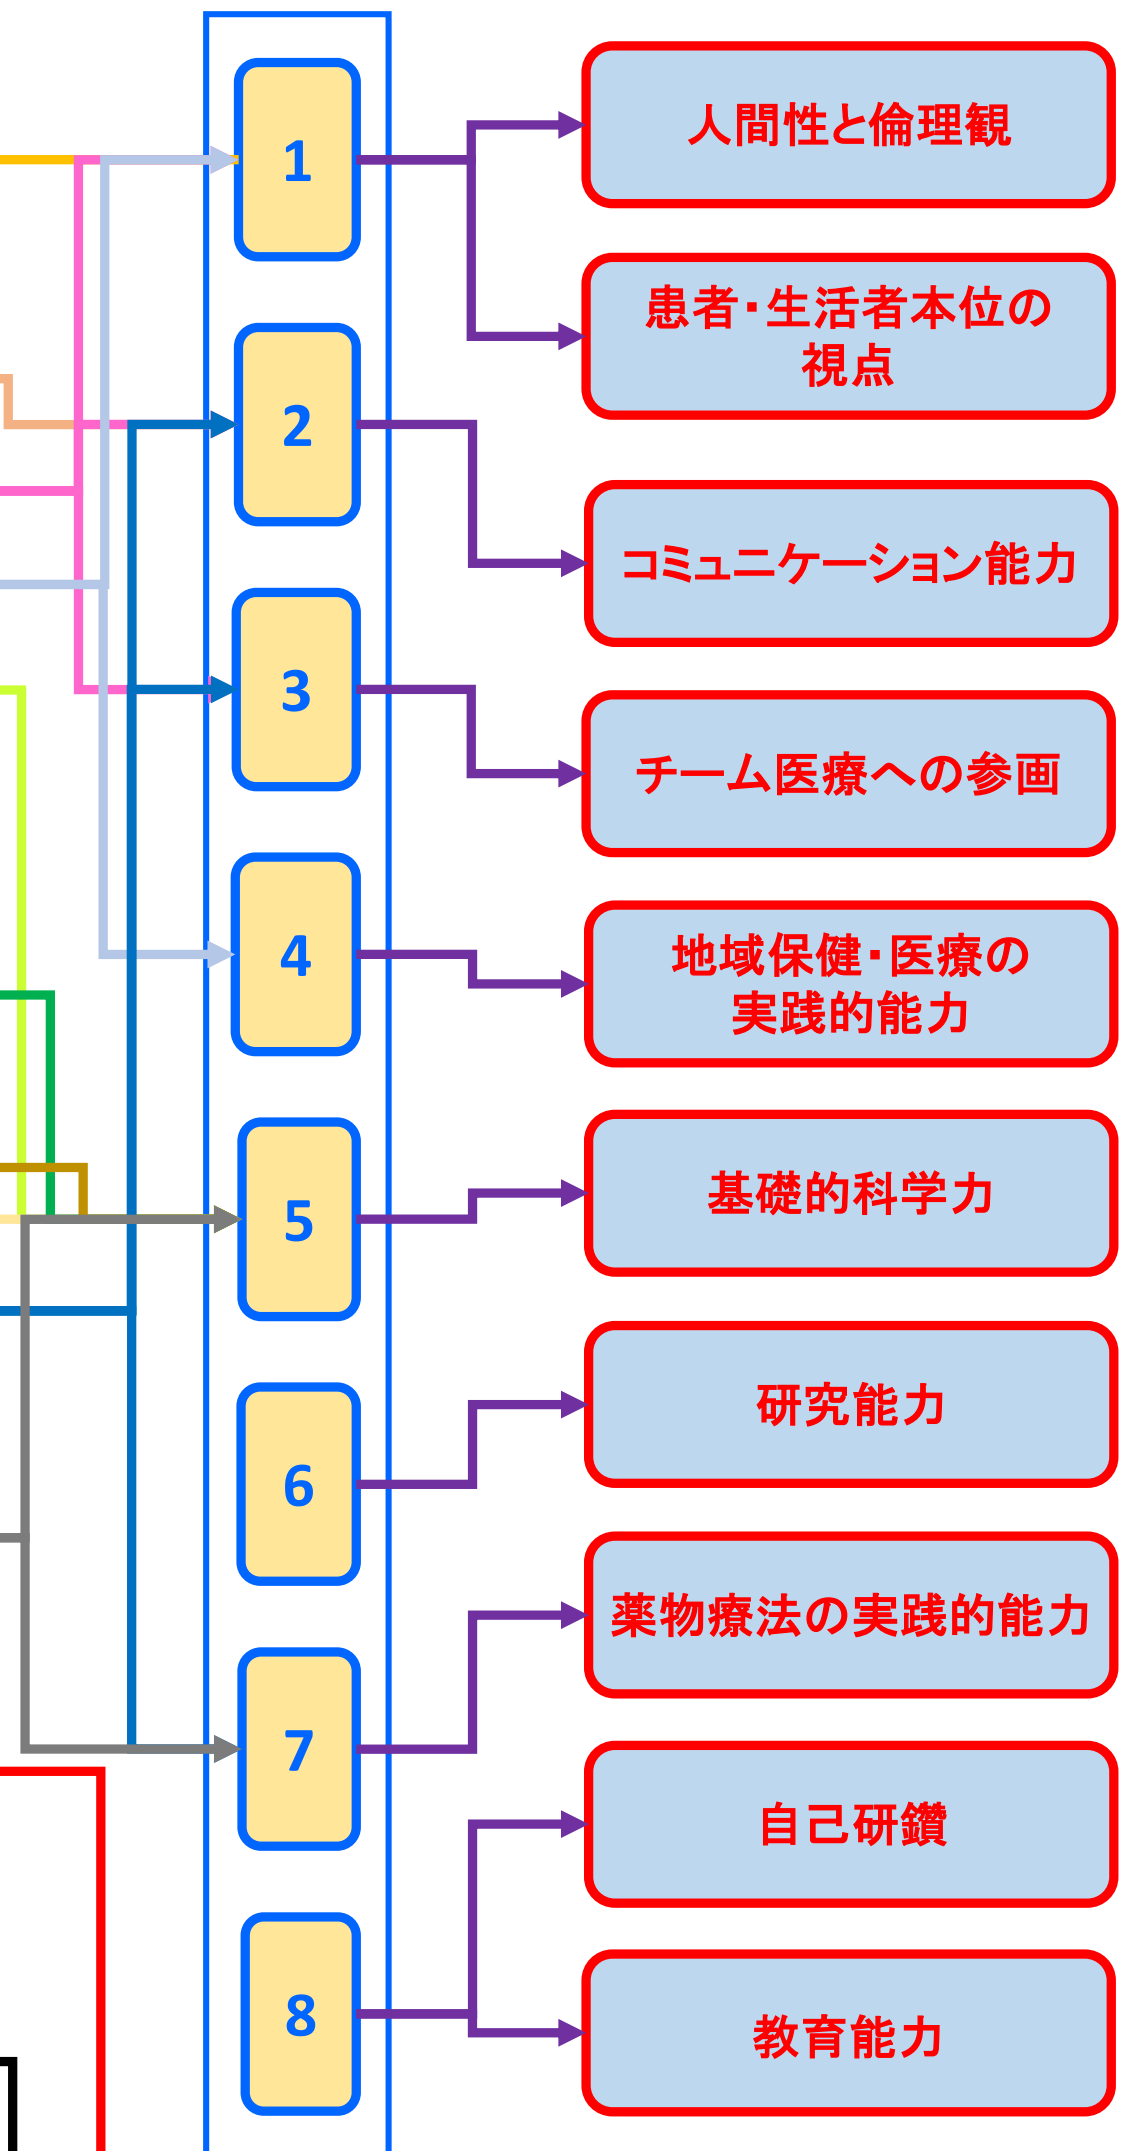 1
人間性と倫理観
患者・生活者本位の
視点
2
コミュニケーション能力
3
チーム医療への参画
4
地域保健・医療の
実践的能力
5
基礎的科学力
6
研究能力
7
薬物療法の実践的能力
8
自己研鑽
教育能力